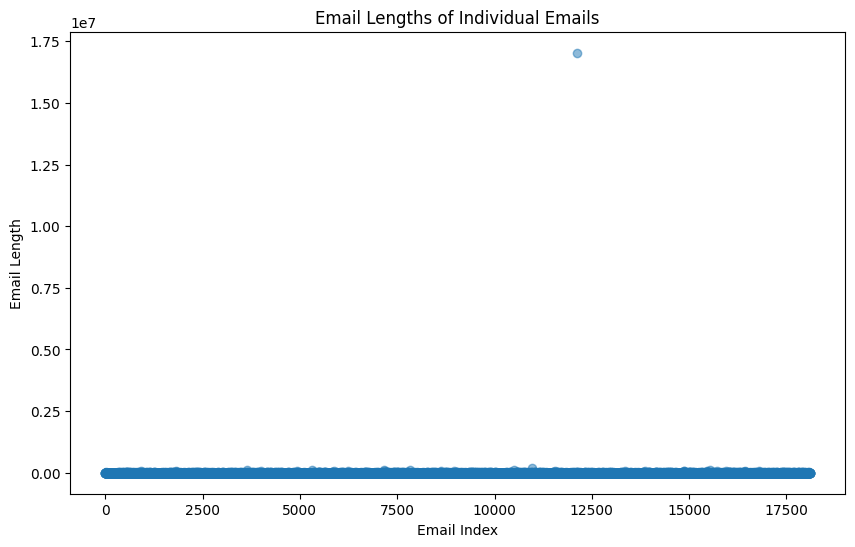 Email Lengths of Individual Emails
1e7
1.75
1.50
1.25
1.00
0.75
0.50
0.25
0.00
Email Length
0 2500 5000 7500 10000 12500 15000 17500
Email Index